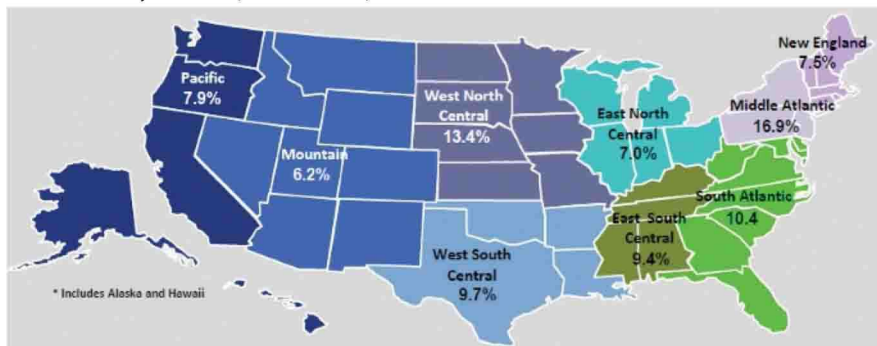 New England
7.5%
Pacific
7.9%
West North
Central
13.4%
East North
Central
7.0%
Middle Atlantic
16.9%
Mountain
6.2%
South Atlantic
10.4
East South
Central
9.4%
West South
Central
9.7%
* Includes Alaska and Hawaii